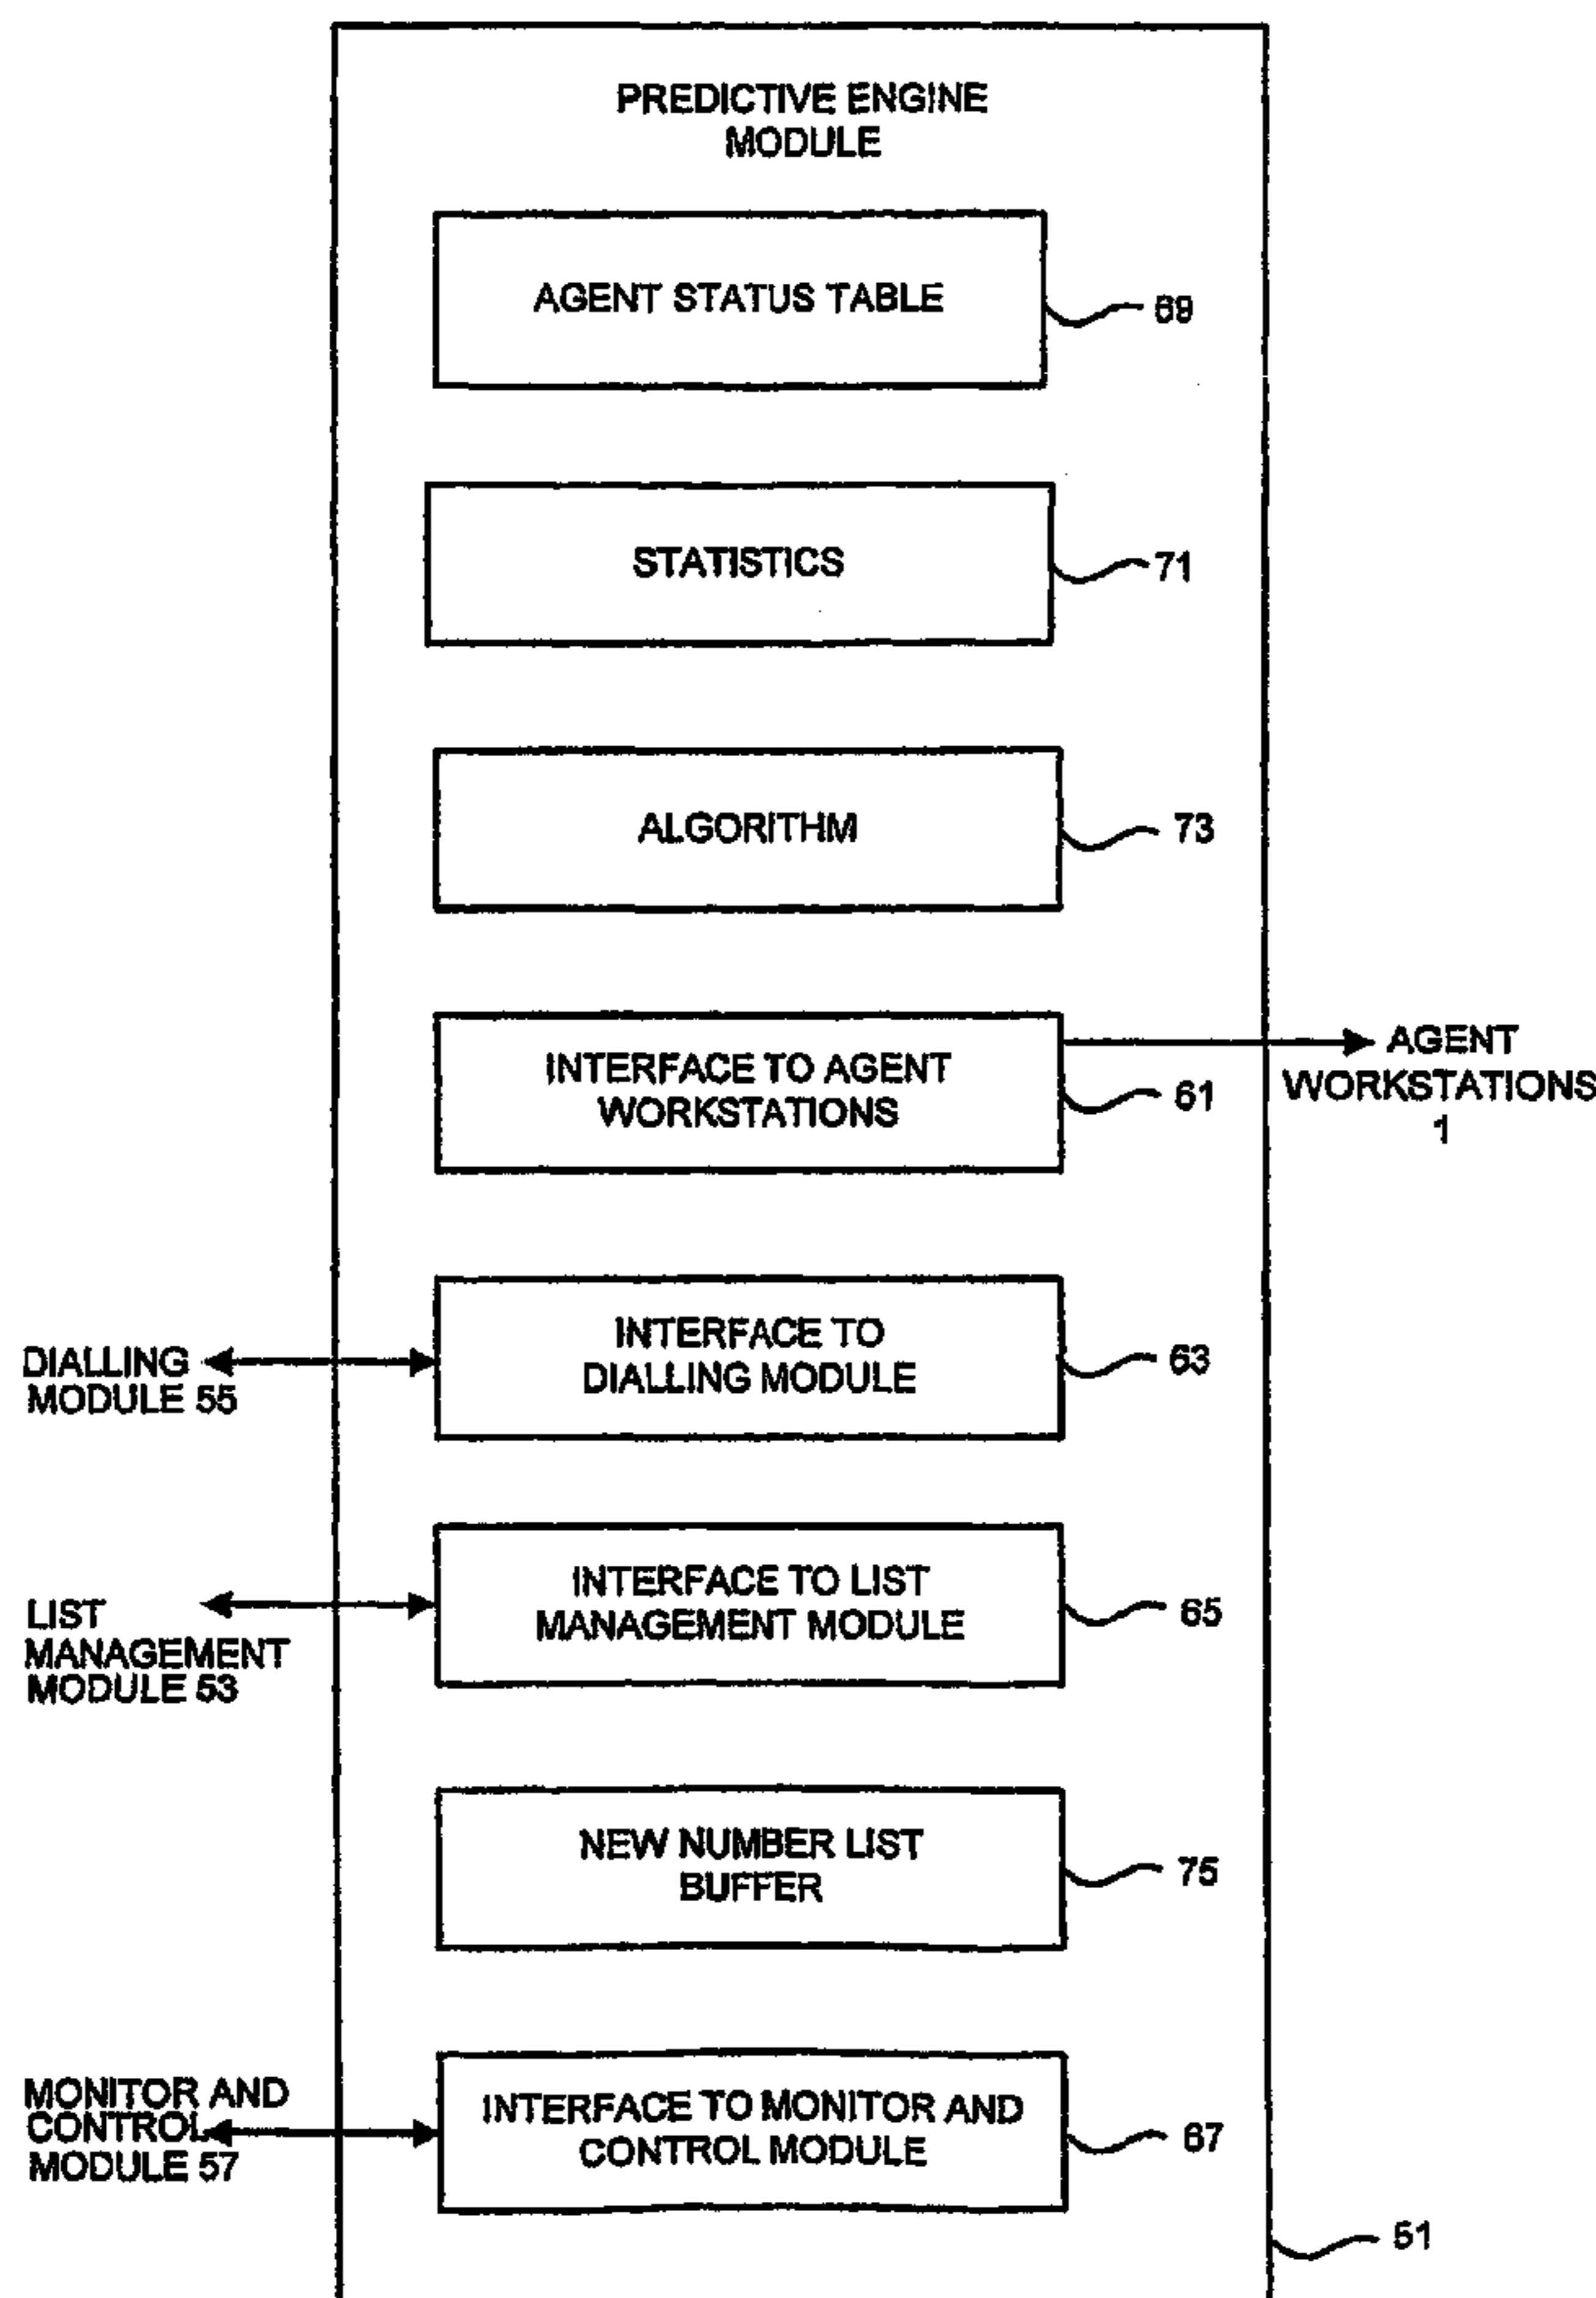 PREDICTIVE ENGINE
MODULE
AGENT STATUS TABLE
69
STATISTICS
71
ALGORITHM
73
INTERFACE TO AGENT
WORKSTATIONS
61
AGENT
WORKSTATIONS
1
INTERFACE TO
DIALLING MODULE
63
DIALLING
MODULE 55
INTERFACE TO LIST
MANAGEMENT MODULE
65
LIST
MANAGEMENT
MODULE 53
NEW NUMBER LIST
BUFFER
75
INTERFACE TO MONITOR AND
CONTROL MODULE
67
MONITOR AND
CONTROL
MODULE 57
51